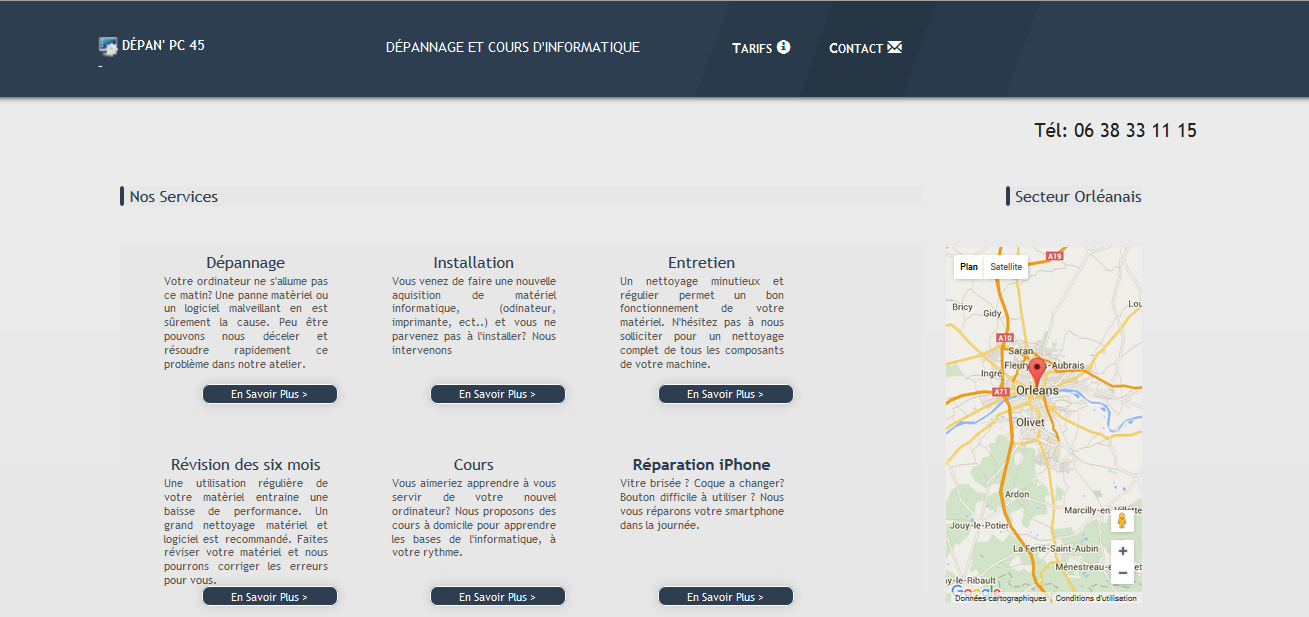 DÉPAN' PC 45
-
DÉPANNAGE ET COURS D'INFORMATIQUE
TARIFS
CONTACT
Tél: 06 38 33 11 15
Nos Services
Dépannage
Votre ordinateur ne s'allume pas
ce matin? Une panne matèriel ou
un logiciel malveillant en est
sûrement la cause. Peu être
pouvons nous déceler et
résoudre rapidement ce
problème dans notre atelier.
En Savoir Plus >
Installation
Vous venez de faire une nouvelle
aquisition de matériel
informatique, (odinateur,
imprimante, ect..) et vous ne
parvenez pas à l'installer? Nous
intervenons
En Savoir Plus >
Entretien
Un nettoyage minutieux et
régulier permet un bon
fonctionnement de votre
matériel. N'hésitez pas à nous
solliciter pour un nettoyage
complet de tous les composants
de votre machine.
En Savoir Plus >
Révision des six mois
Une utilisation régulière de
votre matèriel entraine une
baisse de performance. Un
grand nettoyage matériel et
logiciel est recommandé. Faites
réviser votre matériel et nous
pourrons corriger les erreurs
pour vous.
En Savoir Plus >
Cours
Vous aimeriez apprendre à vous
servir de votre nouvel
ordinateur? Nous proposons des
cours à domicile pour apprendre
les bases de l'informatique, à
votre rythme.
En Savoir Plus >
Réparation iPhone
Vitre brisée ? Coque a changer?
Bouton difficile à utiliser ? Nous
vous réparons votre smartphone
dans la journée.
En Savoir Plus >
Secteur Orléanais
A19
Plan Satellite
Bricy
Gidy
Lou
A10
Saran
Fleury -Aubrais
Ingré
A71
Orléans
Olivet
Ardon
Marcilly-en-Villette
Jouy-le-Potier
La Ferté-Saint-Aubin
Ménestreau-e et
y-le-Ribault
+
−
Google
Données cartographiques Conditions d'utilisation